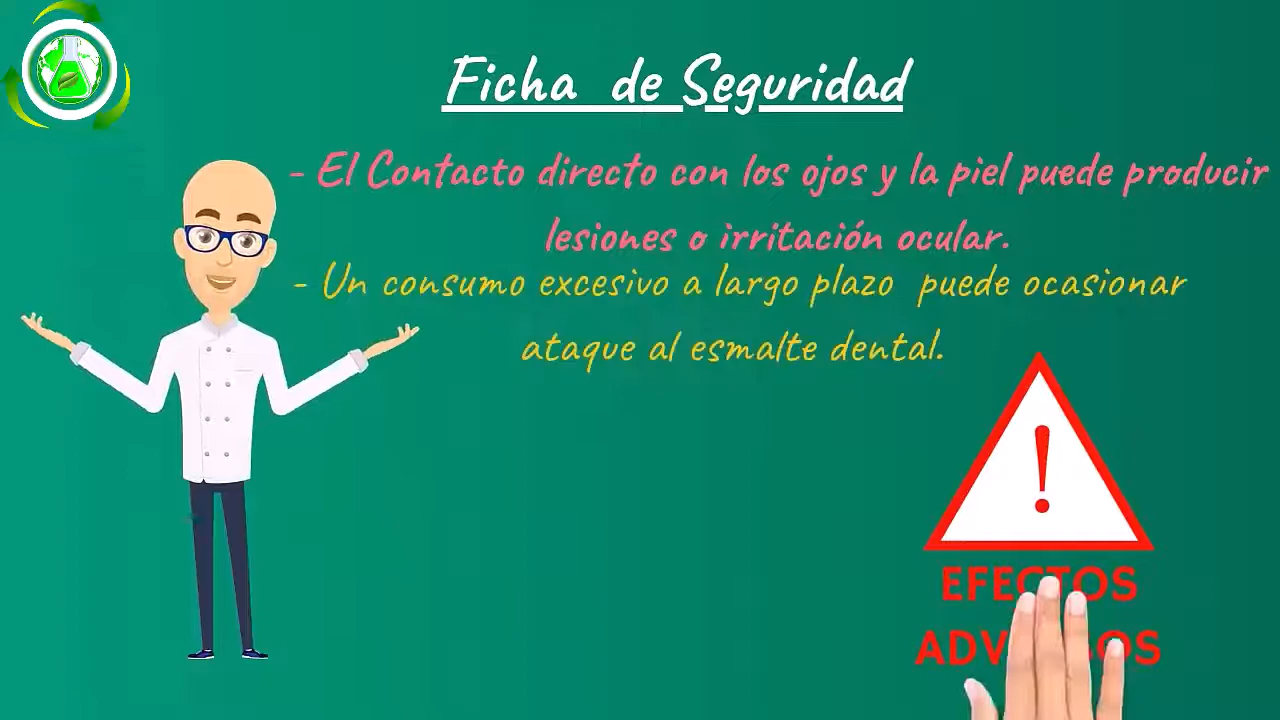 Ficha de Seguridad
- El Contacto directo con los ojos y la piel puede producir
lesiones o irritación ocular.
- Un consumo excesivo a largo plazo puede ocasionar
ataque al esmalte dental.
!
EFECTOS